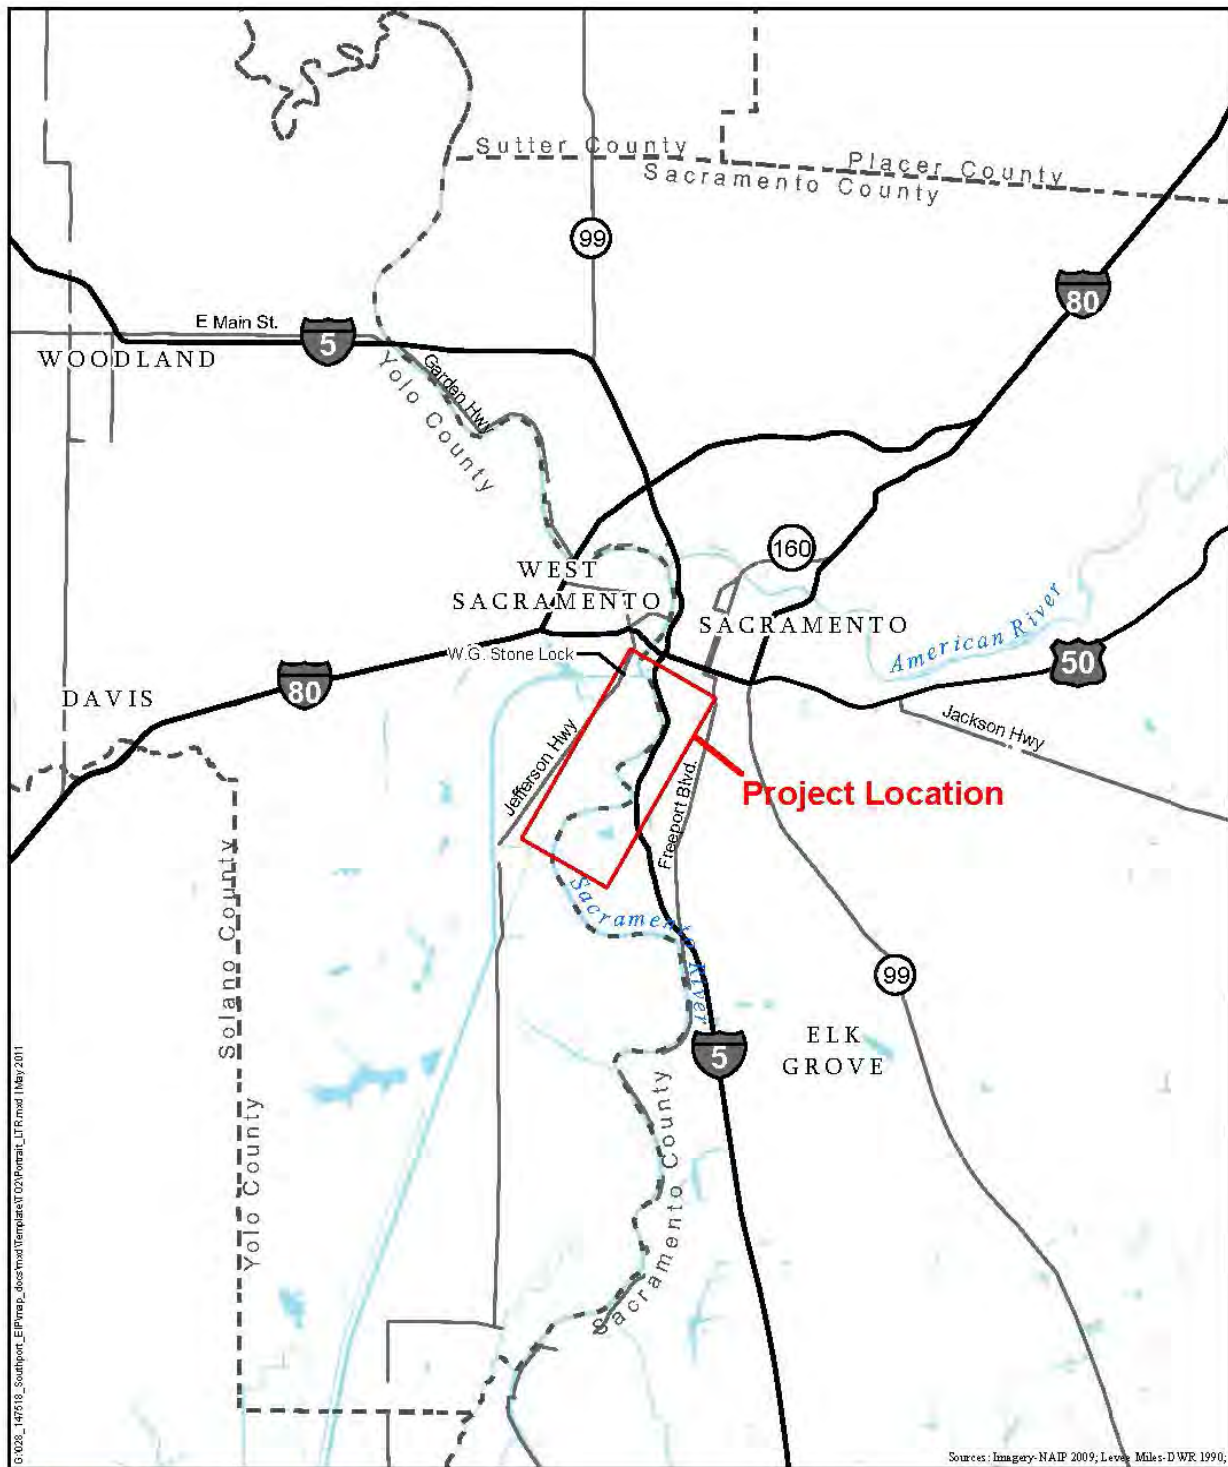 Sutter County
Placer County
Sacramento County
99
80
E Main St.
5
WOODLAND
Garden Hwy
Yolo County
160
WEST
SACRAMENTO
SACRAMENTO
American River
W.G. Stone Lock
50
80
DAVIS
Jackson Hwy
Jefferson Hwy
Freeport Blvd.
Project Location
Solano County
Sacramento River
99
5
ELK
GROVE
Yolo County
Sacramento County
Sources: Imagery-NAIP 2009; Levee Miles-DWR 1990;